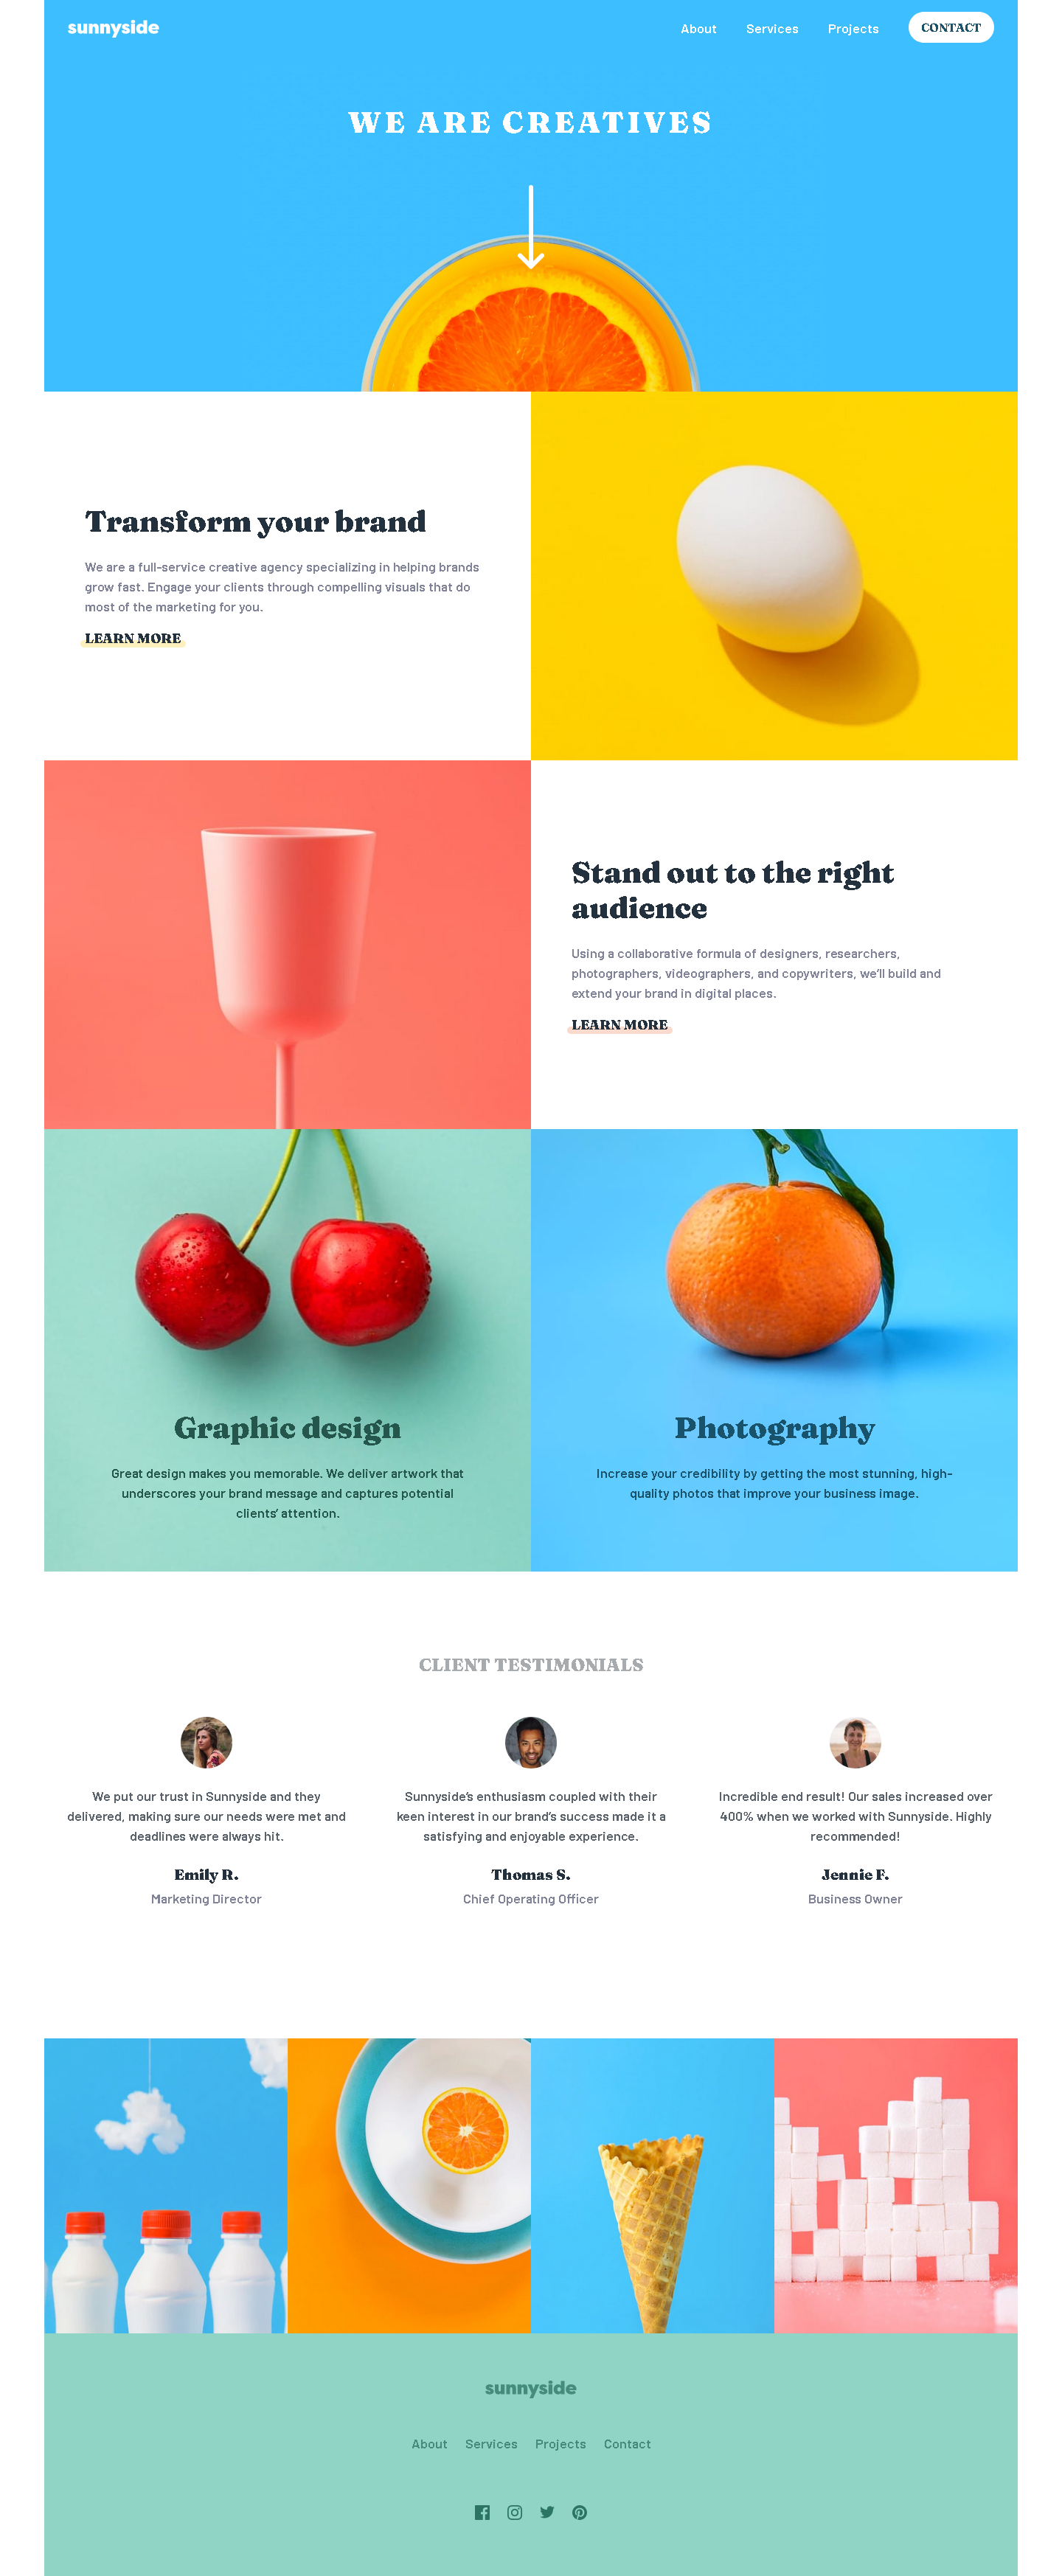 sunnyside
About Services Projects CONTACT
WE ARE CREATIVES
Transform your brand
We are a full-service creative agency specializing in helping brands
grow fast. Engage your clients through compelling visuals that do
most of the marketing for you.
LEARN MORE
Stand out to the right
audience
Using a collaborative formula of designers, researchers,
photographers, videographers, and copywriters, we’ll build and
extend your brand in digital places.
LEARN MORE
Graphic design
Great design makes you memorable. We deliver artwork that
underscores your brand message and captures potential
clients’ attention.
Photography
Increase your credibility by getting the most stunning, high-
quality photos that improve your business image.
CLIENT TESTIMONIALS
We put our trust in Sunnyside and they
delivered, making sure our needs were met and
deadlines were always hit.
Emily R.
Marketing Director
Sunnyside’s enthusiasm coupled with their
keen interest in our brand’s success made it a
satisfying and enjoyable experience.
Thomas S.
Chief Operating Officer
Incredible end result! Our sales increased over
400% when we worked with Sunnyside. Highly
recommended!
Jennie F.
Business Owner
sunnyside
About Services Projects Contact